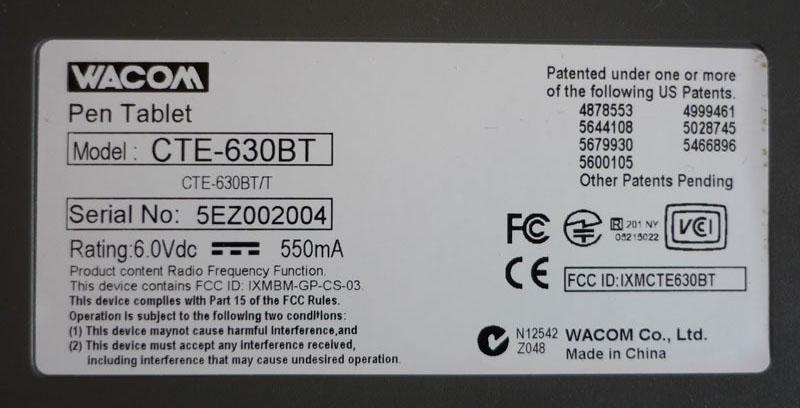 WACOM
Pen Tablet
Model : CTE-630BT
CTE-630BT/T
Serial No: 5EZ002004
Rating:6.0Vdc 550mA
Product content Radio Frequency Function.
This device contains FCC ID: IXMBM-GP-CS-03
This device complies with Part 15 of the FCC Rules.
Operation is subject to the following two conditions:
(1) This device maynot cause harmful interference,and
(2) This device must accept any interference received,
including interference that may cause undesired operation.
Patented under one or more
of the following US Patents.
4878553 4999461
5644108 5028745
5679930 5466896
5600105
Other Patents Pending
FC R 201 NY VCI
05215022
CE FCC ID:IXMCTE630BT
N12542 WACOM Co., Ltd.
Z048 Made in China